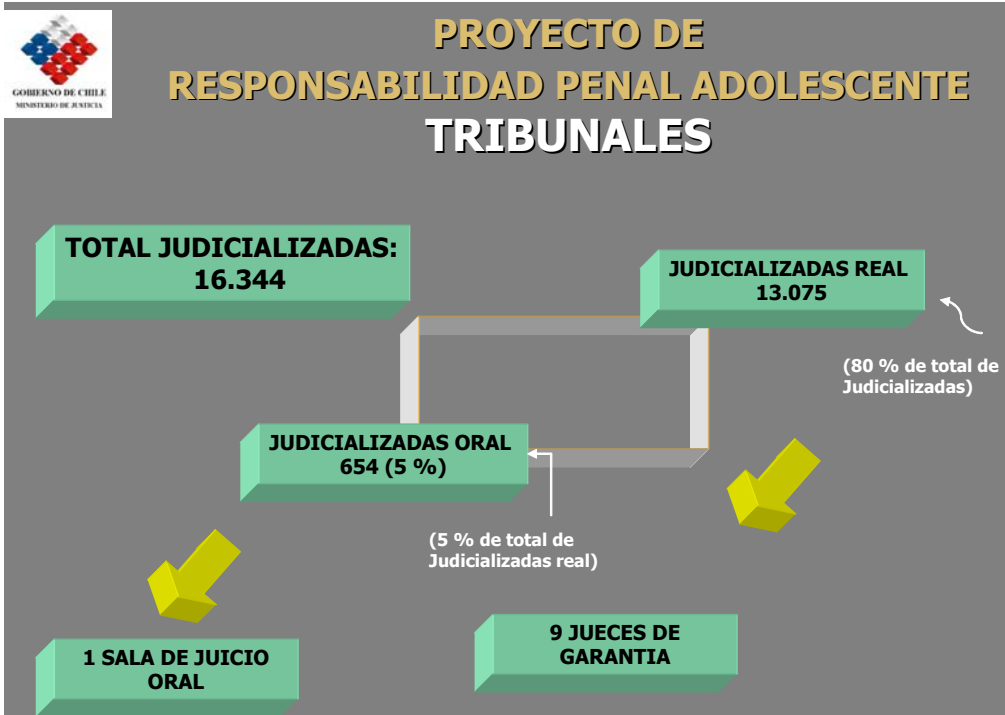 GOBIERNO DE CHILE
MINISTERIO DE JUSTICIA
PROYECTO DE
RESPONSABILIDAD PENAL ADOLESCENTE
TRIBUNALES
TOTAL JUDICIALIZADAS:
16.344
JUDICIALIZADAS REAL
13.075
(80 % de total de
Judicializadas)
JUDICIALIZADAS ORAL
654 (5 %)
(5 % de total de
Judicializadas real)
1 SALA DE JUICIO
ORAL
9 JUECES DE
GARANTIA